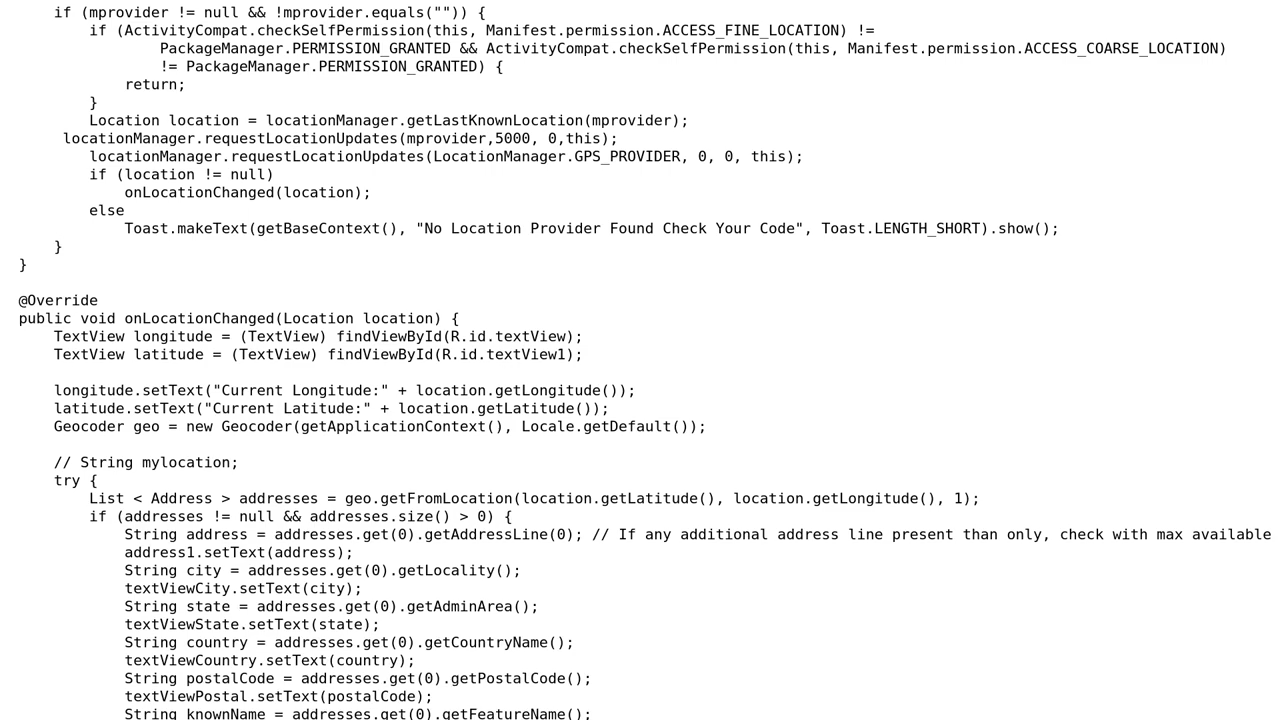 if (mprovider != null && !mprovider.equals("")) {
if (ActivityCompat.checkSelfPermission(this, Manifest.permission.ACCESS_FINE_LOCATION) !=
PackageManager.PERMISSION_GRANTED && ActivityCompat.checkSelfPermission(this, Manifest.permission.ACCESS_COARSE_LOCATION)
!= PackageManager.PERMISSION_GRANTED) {
return;
}
Location location = locationManager.getLastKnownLocation(mprovider);
locationManager.requestLocationUpdates(mprovider,5000, 0,this);
locationManager.requestLocationUpdates(LocationManager.GPS_PROVIDER, 0, 0, this);
if (location != null)
onLocationChanged(location);
else
Toast.makeText(getBaseContext(), "No Location Provider Found Check Your Code", Toast.LENGTH_SHORT).show();
}
}
@Override
public void onLocationChanged(Location location) {
TextView longitude = (TextView) findViewById(R.id.textView);
TextView latitude = (TextView) findViewById(R.id.textView1);
longitude.setText("Current Longitude:" + location.getLongitude());
latitude.setText("Current Latitude:" + location.getLatitude());
Geocoder geo = new Geocoder(getApplicationContext(), Locale.getDefault());
// String mylocation;
try {
List < Address > addresses = geo.getFromLocation(location.getLatitude(), location.getLongitude(), 1);
if (addresses != null && addresses.size() > 0) {
String address = addresses.get(0).getAddressLine(0); // If any additional address line present than only, check with max available
address1.setText(address);
String city = addresses.get(0).getLocality();
textViewCity.setText(city);
String state = addresses.get(0).getAdminArea();
textViewState.setText(state);
String country = addresses.get(0).getCountryName();
textViewCountry.setText(country);
String postalCode = addresses.get(0).getPostalCode();
textViewPostal.setText(postalCode);
String knownName = addresses.get(0).getFeatureName();